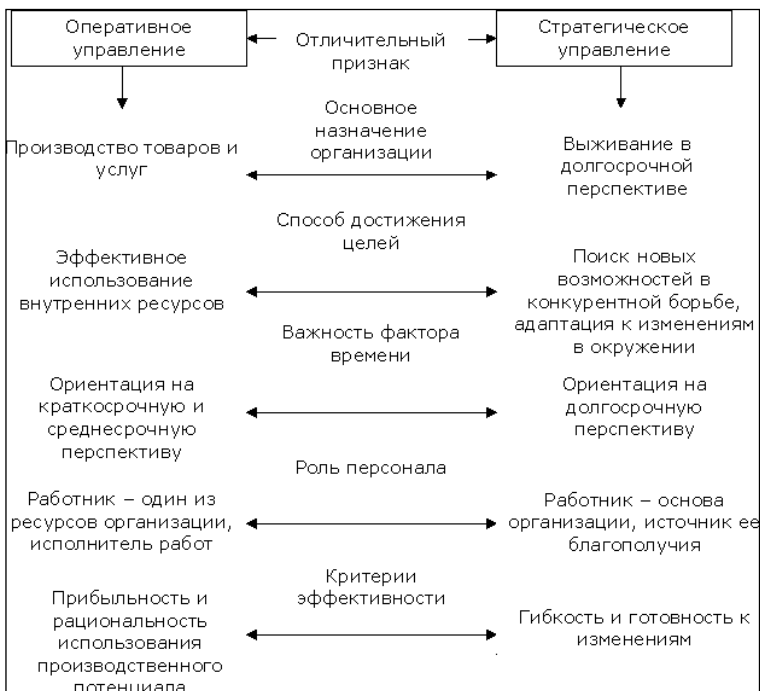 Оперативное
управление
Отличительный
признак
Стратегическое
управление
Основное
назначение
организации
Производство товаров и
услуг
Выживание в
долгосрочной
перспективе
Способ достижения
целей
Эффективное
использование
внутренних ресурсов
Поиск новых
возможностей в
конкурентной борьбе,
адаптация к изменениям
в окружении
Важность фактора
времени
Ориентация на
краткосрочную и
среднесрочную
перспективу
Ориентация на
долгосрочную
перспективу
Роль персонала
Работник – один из
ресурсов организации,
исполнитель работ
Работник – основа
организации, источник ее
благополучия
Критерии
эффективности
Прибыльность и
рациональность
использования
производственного
потенциала
Гибкость и готовность к
изменениям